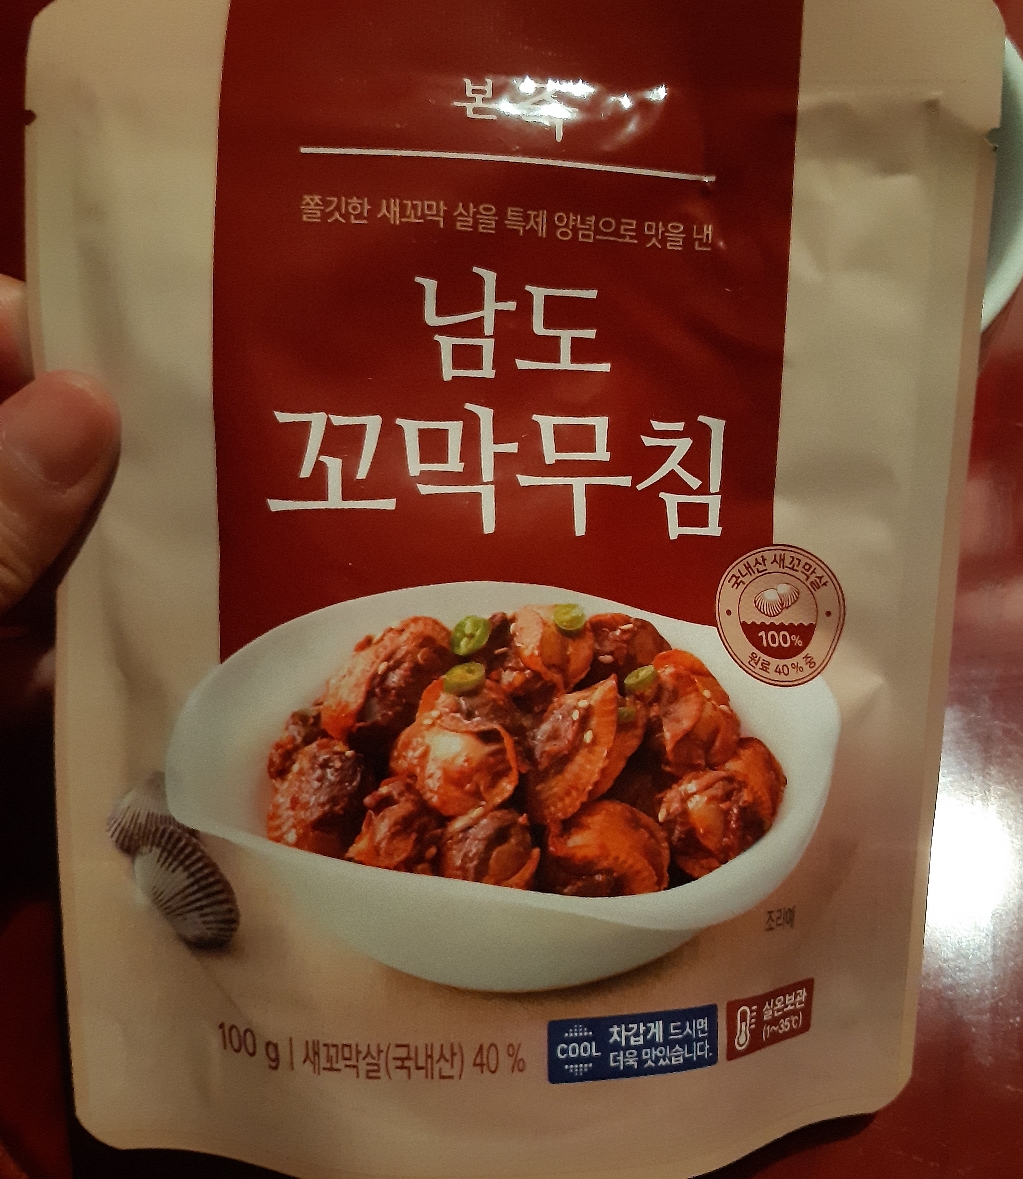 본죽
쫄깃한 새꼬막 살을 특제 양념으로 맛을 낸
남도
꼬막무침
국내산 새꼬막살
100%
원료 40% 중
조리예
100 g | 새꼬막살(국내산) 40 %
COOL
차갑게 드시면
더욱 맛있습니다.
실온보관
(1~35℃)